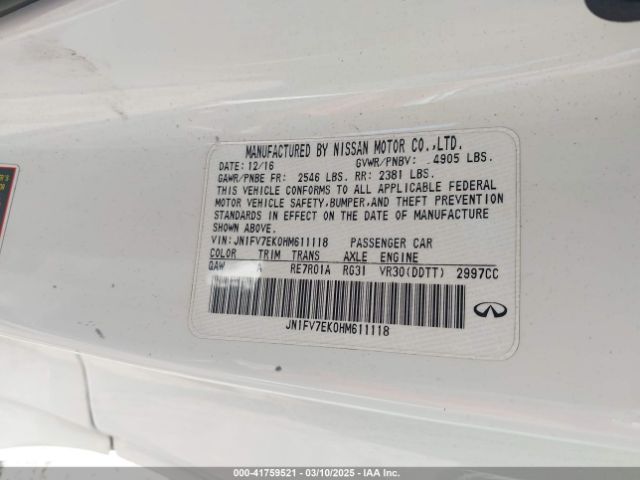 MANUFACTURED BY NISSAN MOTOR CO.,LTD.
DATE: 12/16 GVWR/PNBV: 4905 LBS.
GAWR/PNBE FR: 2546 LBS. RR: 2381 LBS.
THIS VEHICLE CONFORMS TO ALL APPLICABLE FEDERAL
MOTOR VEHICLE SAFETY,BUMPER,AND THEFT PREVENTION
STANDARDS IN EFFECT ON THE DATE OF MANUFACTURE
SHOWN ABOVE.
VIN: JN1FV7EK0HM611118 PASSENGER CAR
COLOR TRIM TRANS AXLE ENGINE
QAW A RE7R01A RG31 VR30(DDTT) 2997CC
JN1FV7EK0HM611118
000-41759521 - 03/10/2025 - IAA Inc.